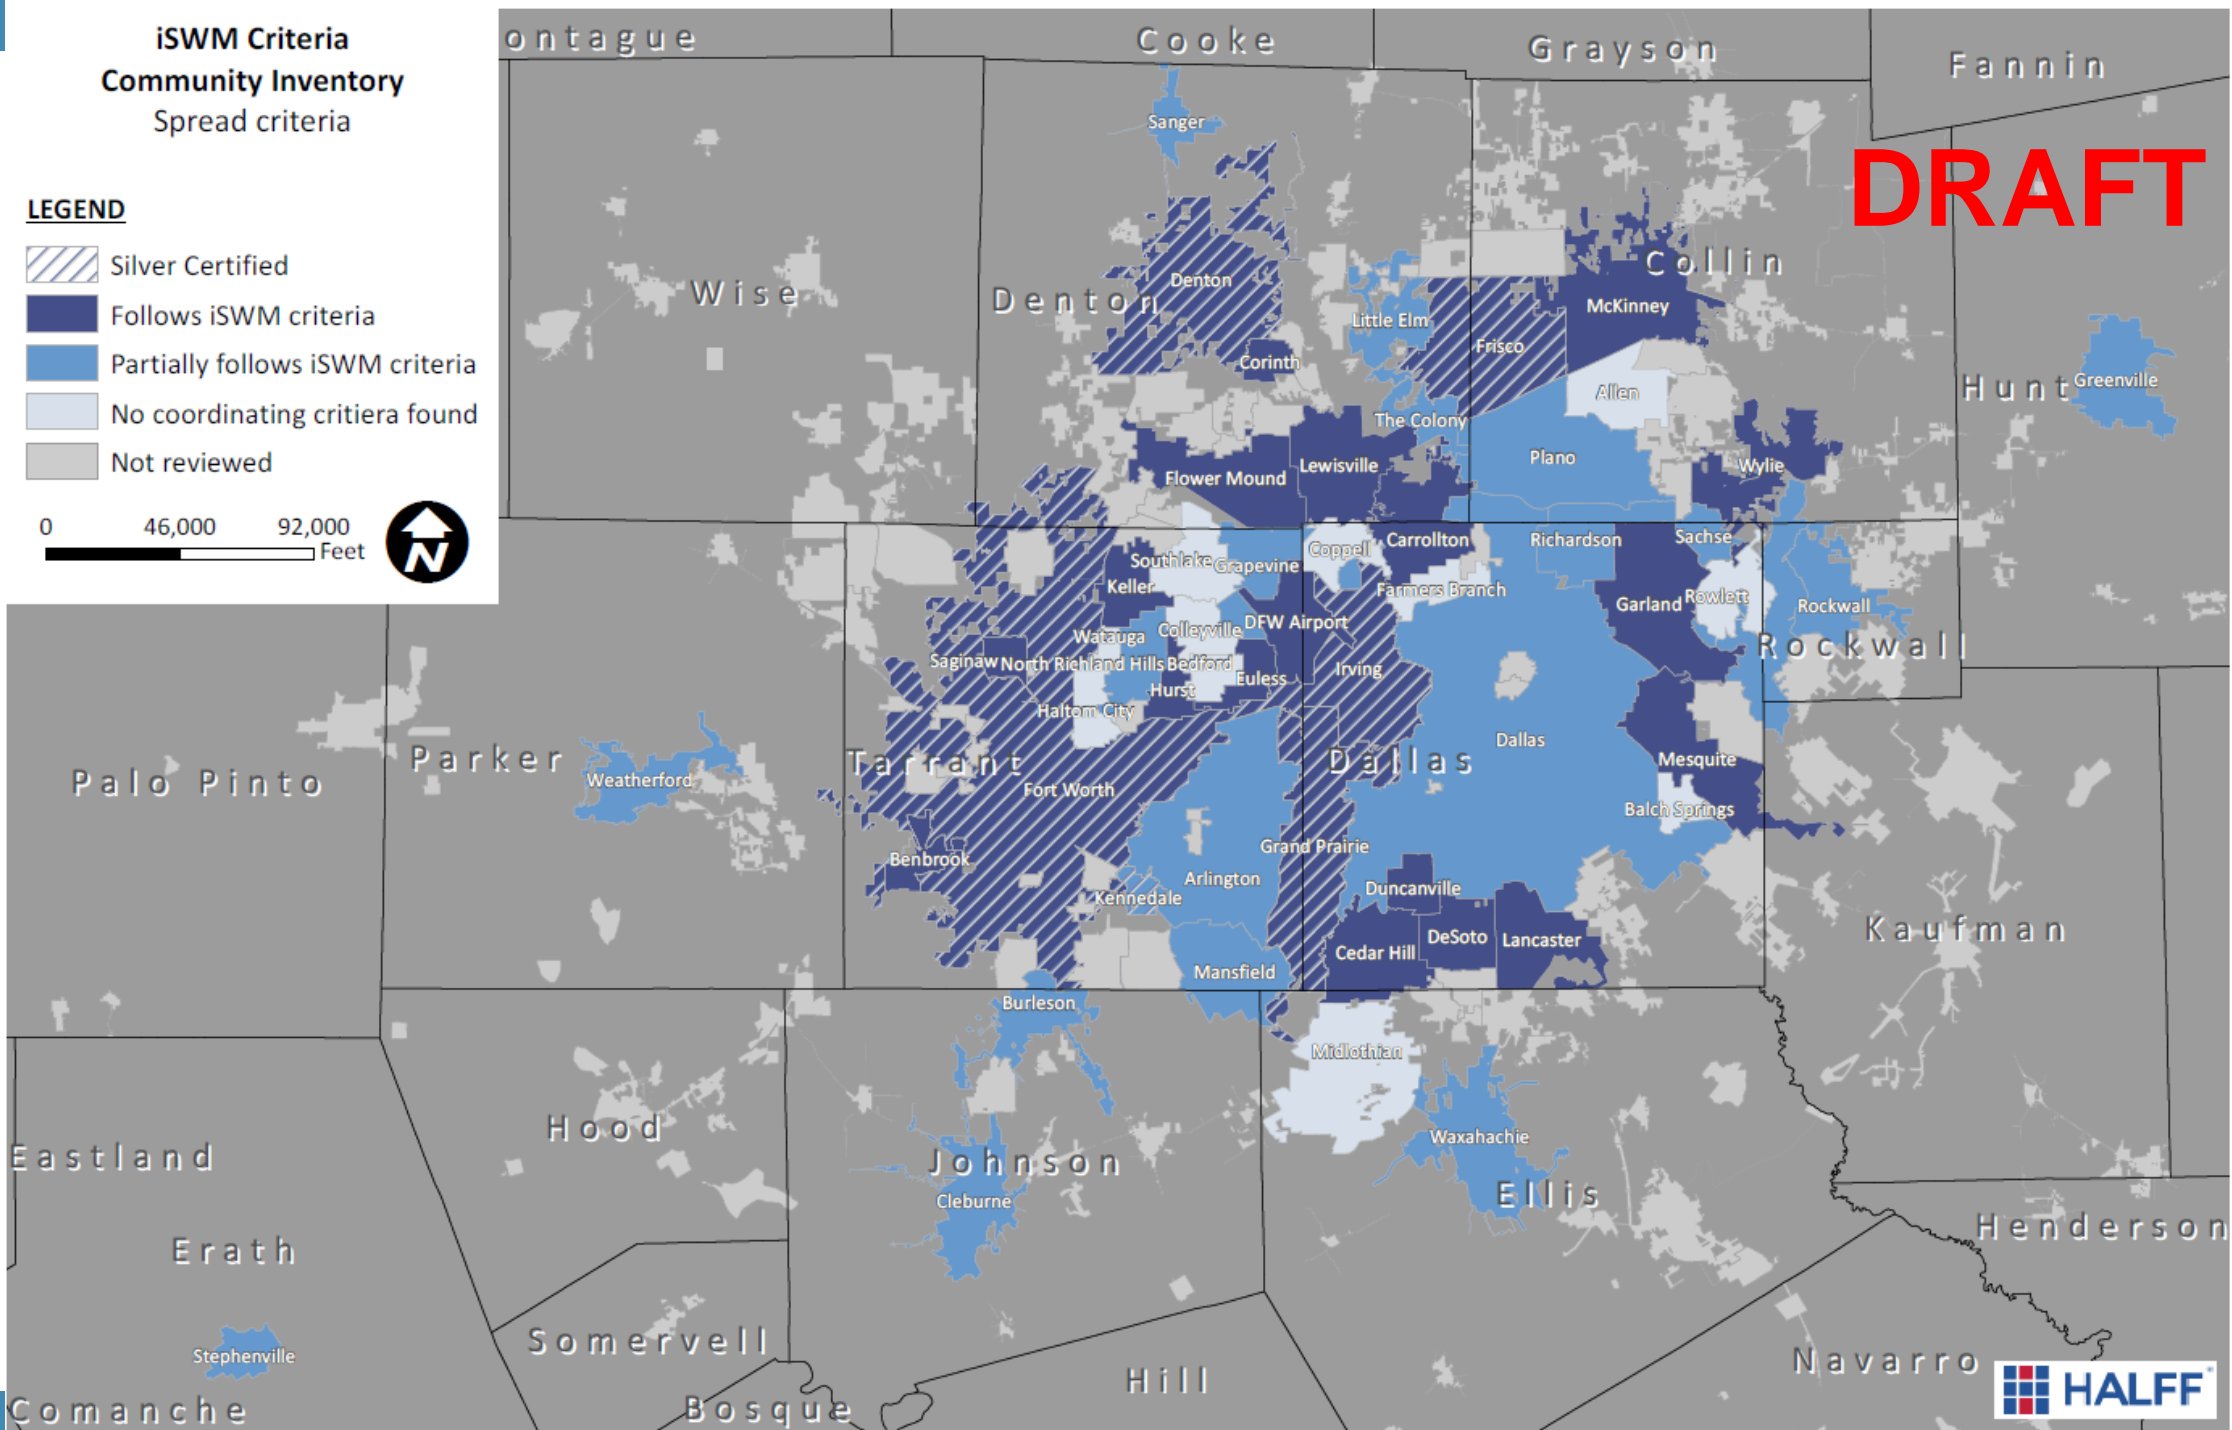 iSWM Criteria
Community Inventory
Spread criteria
LEGEND
Silver Certified
Follows iSWM criteria
Partially follows iSWM criteria
No coordinating critiera found
Not reviewed
0 46,000 92,000
Feet
N
DRAFT
ontague
Cooke
Grayson
Fannin
Sanger
Wise
Denton
Denton
Collin
McKinney
Little Elm
Frisco
Corinth
Allen
Hunt
Greenville
The Colony
Flower Mound
Lewisville
Plano
Wylie
Southlake
Grapevine
Coppell
Carrollton
Richardson
Sachse
Keller
Farmers Branch
Garland
Rowlett
Rockwall
Rockwall
Watauga
Colleyville
DFW Airport
Saginaw
North Richland Hills
Bedford
Euless
Irving
Hurst
Haltom City
Palo Pinto
Parker
Weatherford
Tarrant
Fort Worth
Dallas
Dallas
Mesquite
Balch Springs
Benbrook
Grand Prairie
Arlington
Kennedale
Duncanville
Cedar Hill
DeSoto
Lancaster
Kaufman
Mansfield
Burleson
Midlothian
Waxahachie
Eastland
Hood
Johnson
Cleburne
Ellis
Henderson
Erath
Stephenville
Somervell
Hill
Navarro
Comanche
Bosque
HALFF